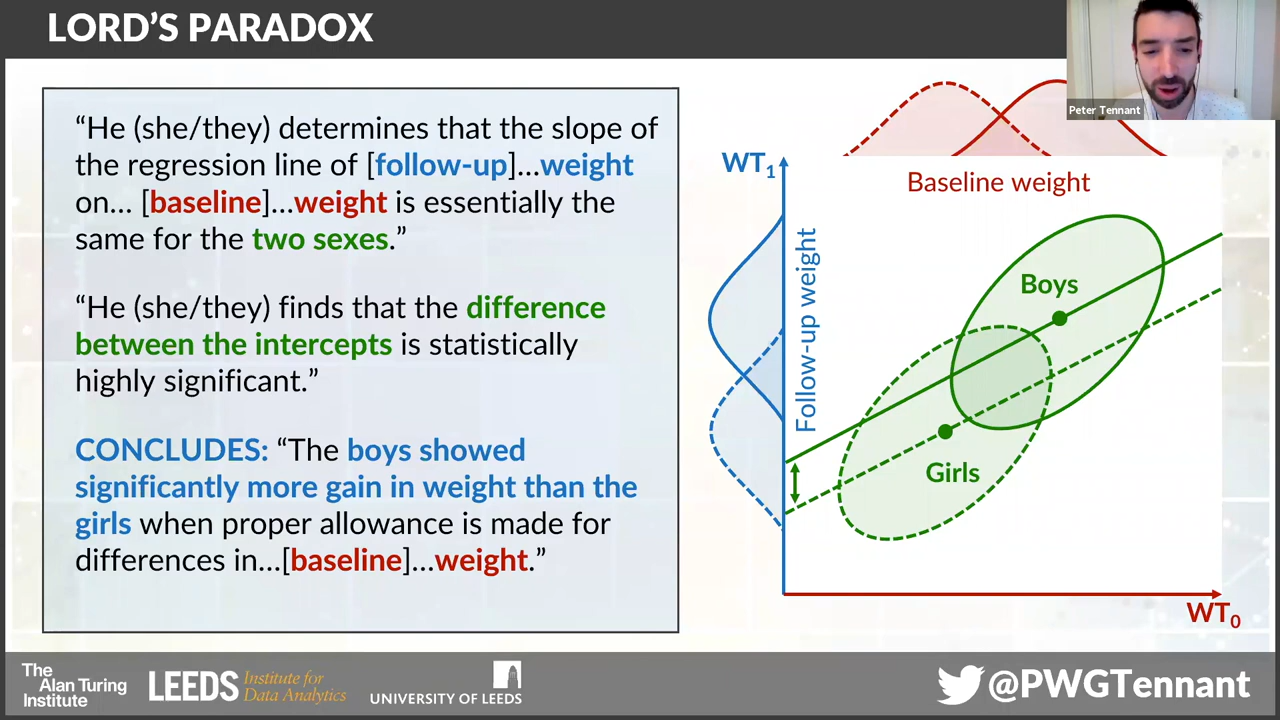 LORD'S PARADOX
Peter Tennant
“He (she/they) determines that the slope of
the regression line of [follow-up]…weight
on… [baseline]…weight is essentially the
same for the two sexes.”
“He (she/they) finds that the difference
between the intercepts is statistically
highly significant.”
CONCLUDES: “The boys showed
significantly more gain in weight than the
girls when proper allowance is made for
differences in…[baseline]…weight.”
WT1
Baseline weight
Follow-up weight
Boys
Girls
WT0
The
Alan Turing
Institute
LEEDS Institute for
Data Analytics
UNIVERSITY OF LEEDS
@PWGTennant